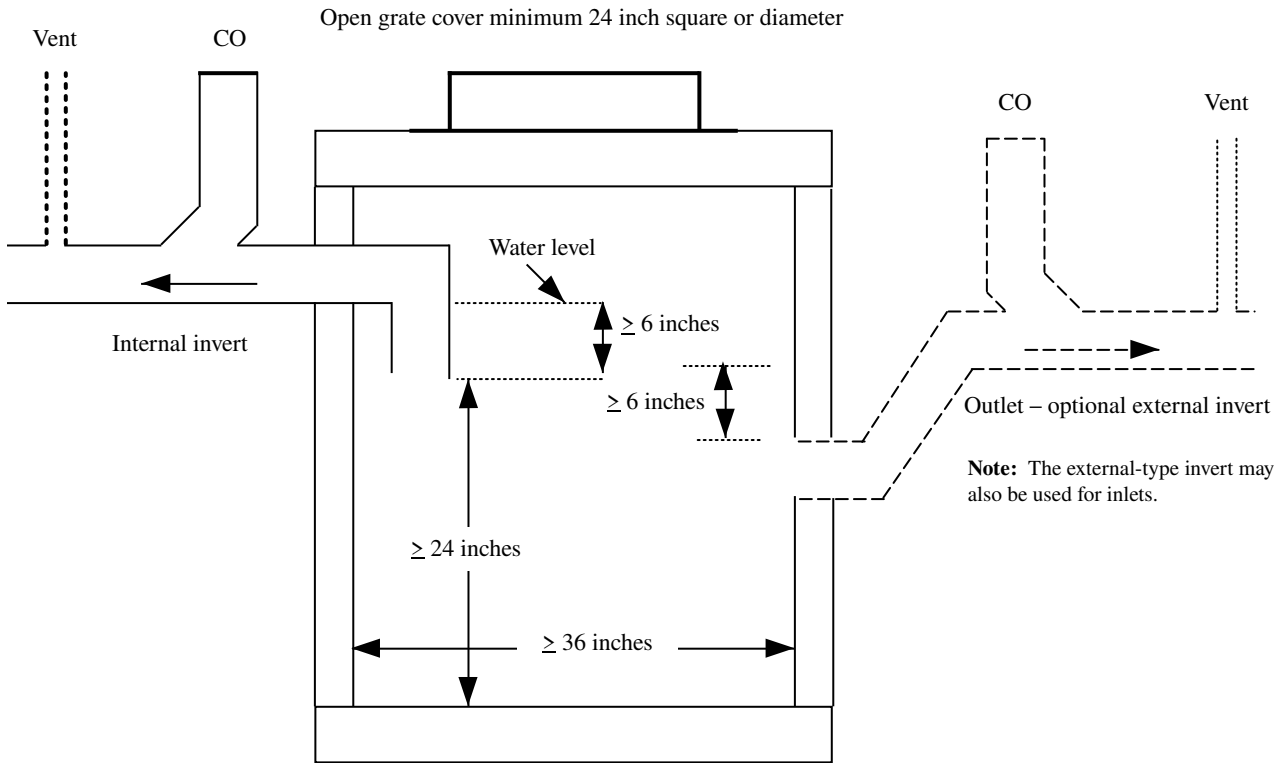 Open grate cover minimum 24 inch square or diameter
Vent
CO
CO
Vent
Water level
≥ 6 inches
Internal invert
≥ 6 inches
Outlet – optional external invert
Note: The external-type invert may
also be used for inlets.
≥ 24 inches
≥ 36 inches